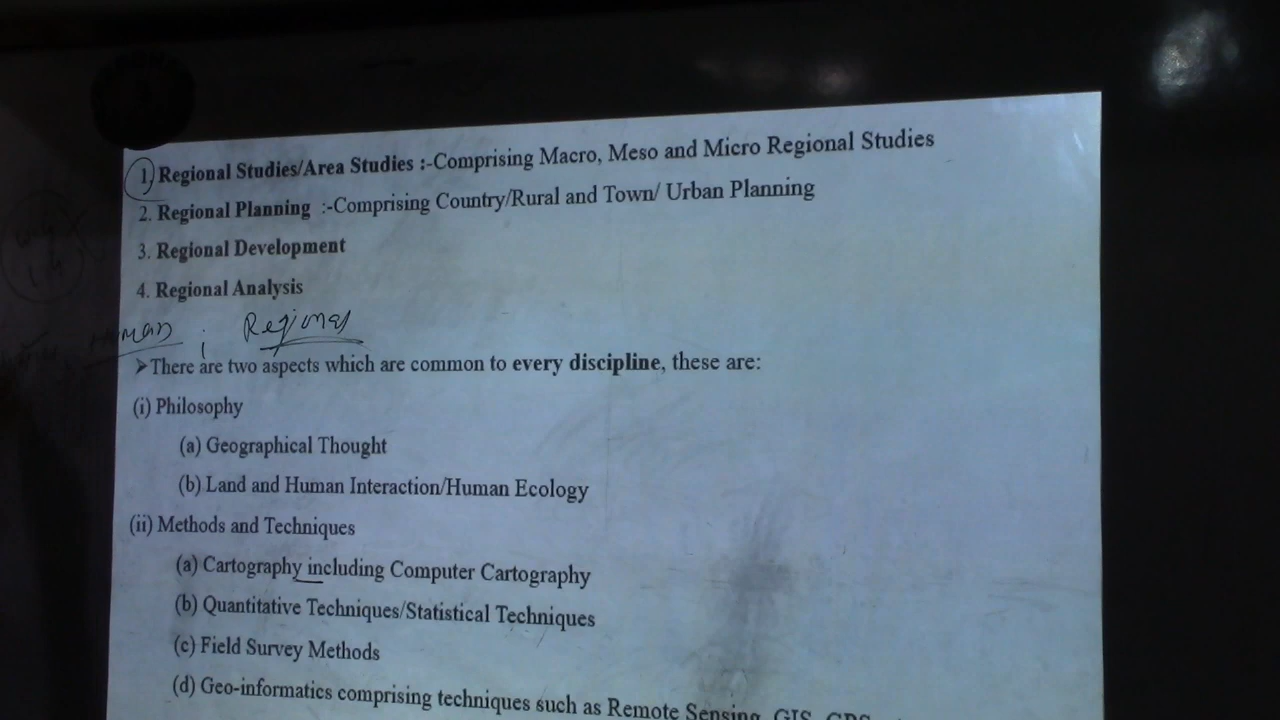 1. Regional Studies/Area Studies :-Comprising Macro, Meso and Micro Regional Studies
2. Regional Planning :-Comprising Country/Rural and Town/ Urban Planning
3. Regional Development
4. Regional Analysis
Human ; Regional
➤There are two aspects which are common to every discipline, these are:
(i) Philosophy
(a) Geographical Thought
(b) Land and Human Interaction/Human Ecology
(ii) Methods and Techniques
(a) Cartography including Computer Cartography
(b) Quantitative Techniques/Statistical Techniques
(c) Field Survey Methods
(d) Geo-informatics comprising techniques such as Remote Sensing, GIS, GPS